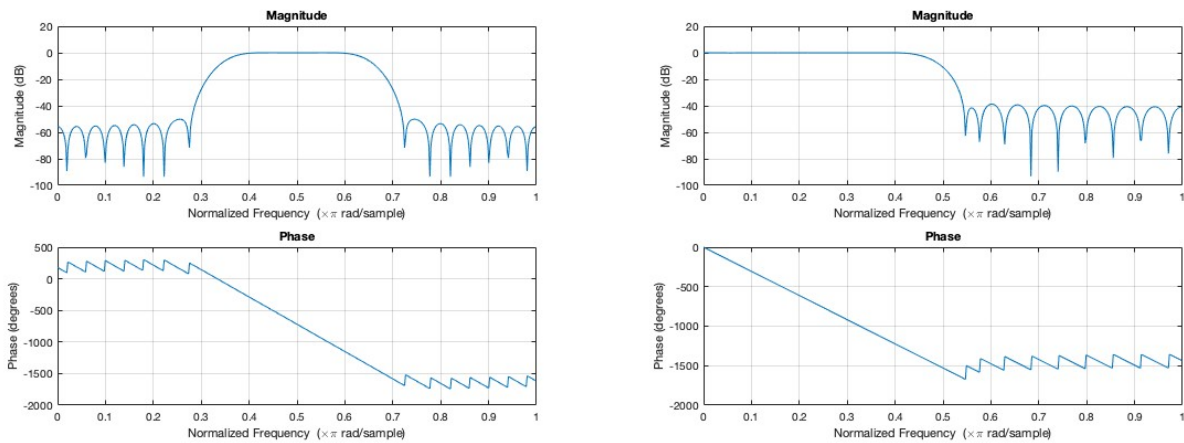 Magnitude
20
0
-20
-40
-60
-80
-100
Magnitude (dB)
0 0.1 0.2 0.3 0.4 0.5 0.6 0.7 0.8 0.9 1
Normalized Frequency (×π rad/sample)
Phase
500
0
-500
-1000
-1500
-2000
Phase (degrees)
0 0.1 0.2 0.3 0.4 0.5 0.6 0.7 0.8 0.9 1
Normalized Frequency (×π rad/sample)
Magnitude
20
0
-20
-40
-60
-80
-100
Magnitude (dB)
0 0.1 0.2 0.3 0.4 0.5 0.6 0.7 0.8 0.9 1
Normalized Frequency (×π rad/sample)
Phase
0
-500
-1000
-1500
-2000
Phase (degrees)
0 0.1 0.2 0.3 0.4 0.5 0.6 0.7 0.8 0.9 1
Normalized Frequency (×π rad/sample)